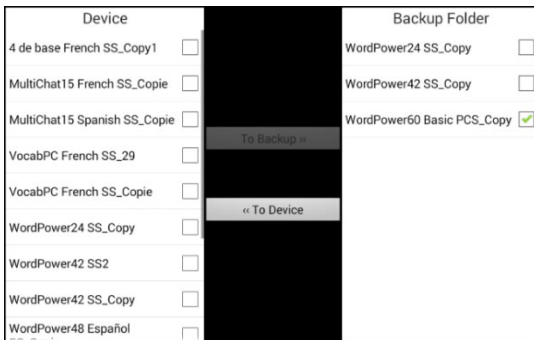 Device
4 de base French SS_Copy1
MultiChat15 French SS_Copie
MultiChat15 Spanish SS_Copie
VocabPC French SS_29
VocabPC French SS_Copie
WordPower24 SS_Copy
WordPower42 SS2
WordPower42 SS_Copy
WordPower48 Español
To Backup »
« To Device
Backup Folder
WordPower24 SS_Copy
WordPower42 SS_Copy
WordPower60 Basic PCS_Copy